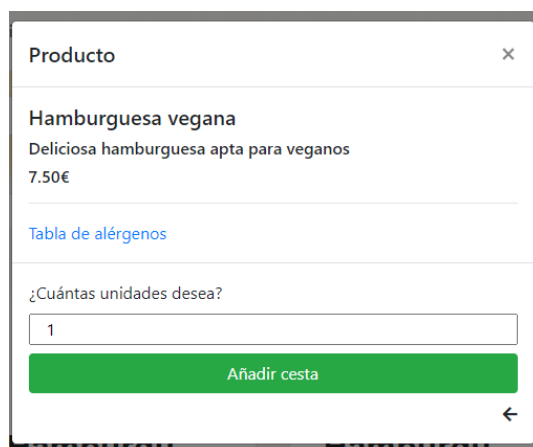 Producto
×
Hamburguesa vegana
Deliciosa hamburguesa apta para veganos
7.50€
Tabla de alérgenos
¿Cuántas unidades desea?
1
Añadir cesta